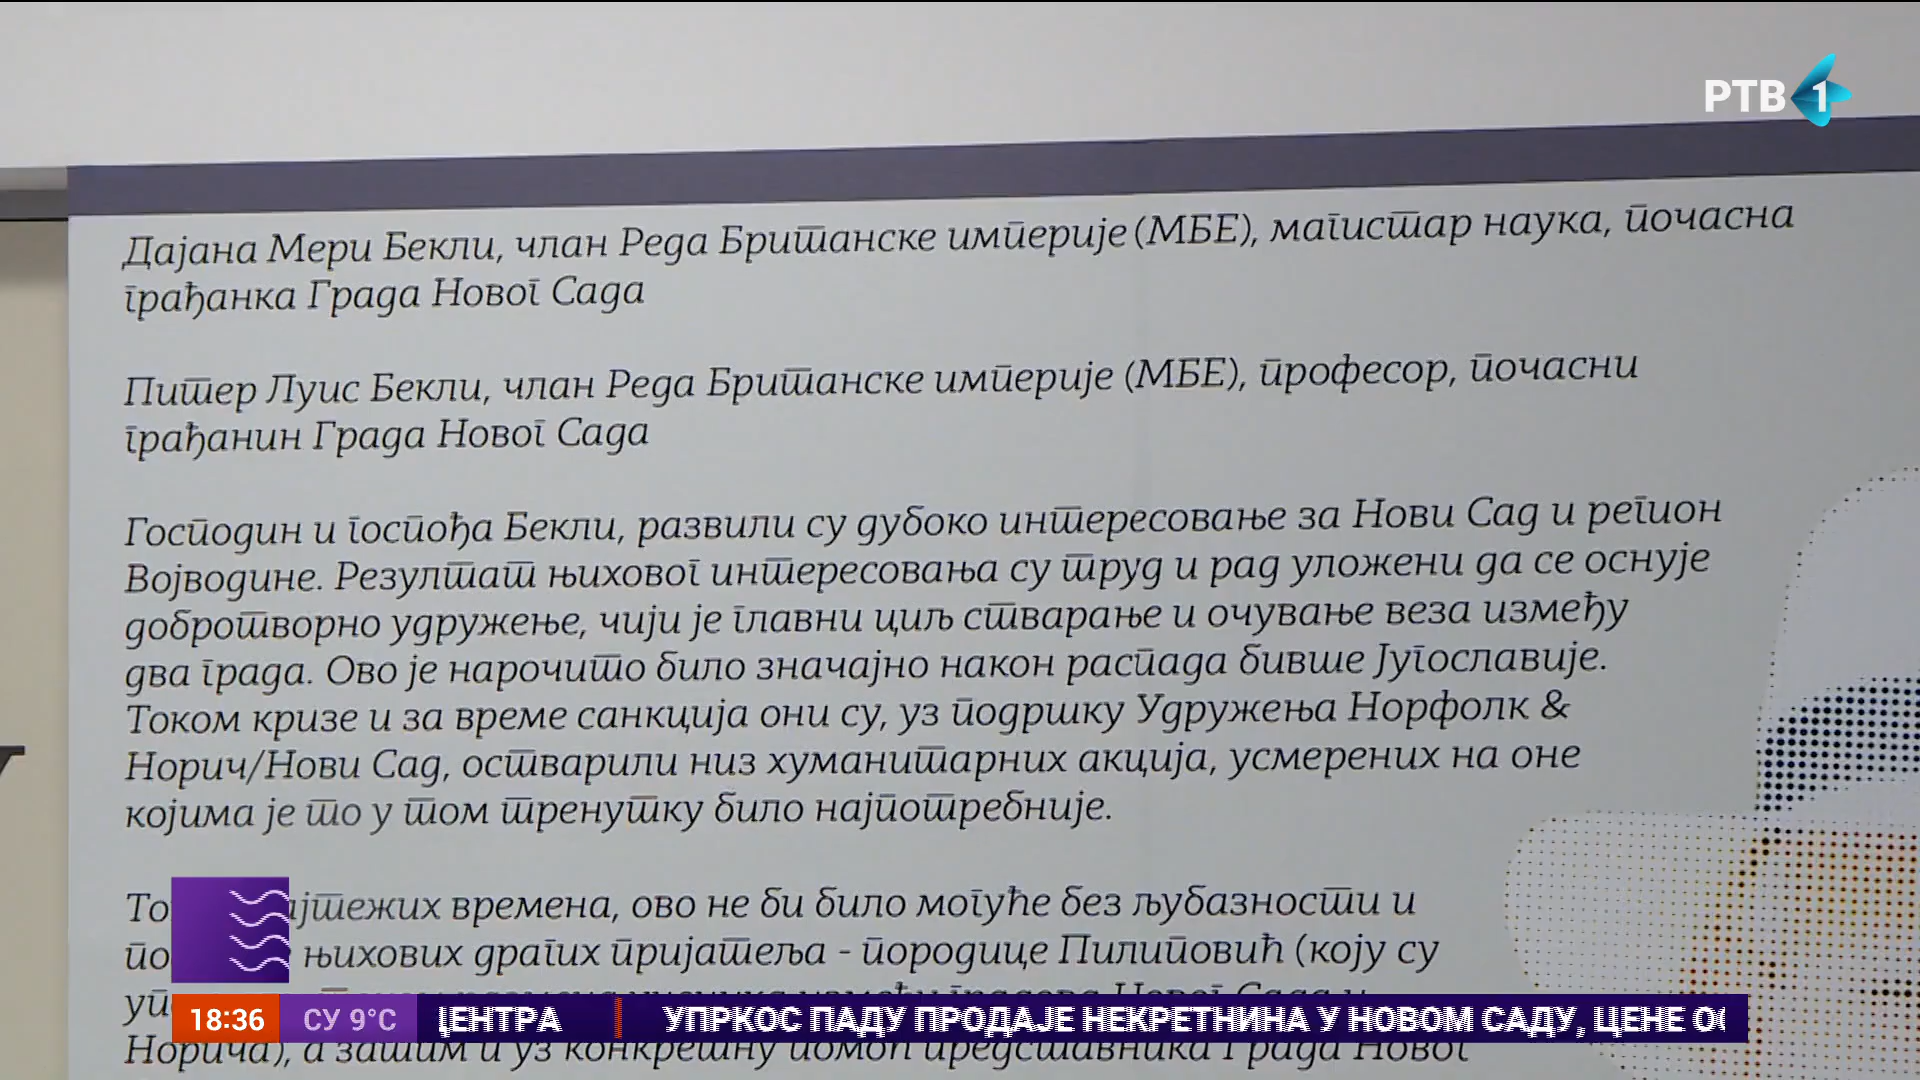 РТВ 1
Дајана Мери Бекли, члан Реда Британске империје (МБЕ), магистар наука, почасна
грађанка Града Новог Сада
Питер Луис Бекли, члан Реда Британске империје (МБЕ), професор, почасни
грађанин Града Новог Сада
Господин и госпођа Бекли, развили су дубоко интересовање за Нови Сад и регион
Војводине. Резултат њиховог интересовања су труд и рад уложени да се оснује
добротворно удружење, чији је главни циљ стварање и очување веза између
два града. Ово је нарочито било значајно након распада бивше Југославије.
Током кризе и за време санкција они су, уз подршку Удружења Норфолк &
Норич/Нови Сад, остварили низ хуманитарних акција, усмерених на оне
којима је то у том тренутку било најпотребније.
времена, ово не би било могуће без љубазности и
њихових драгих пријатеља - породице Пилиповић (коју су
18:36 СУ 9°C ЦЕНТРА | УПРКОС ПАДУ ПРОДАЈЕ НЕКРЕТНИНА У НОВОМ САДУ, ЦЕНЕ
Норича), а затим и уз конкретну помоћ представника Града Новог